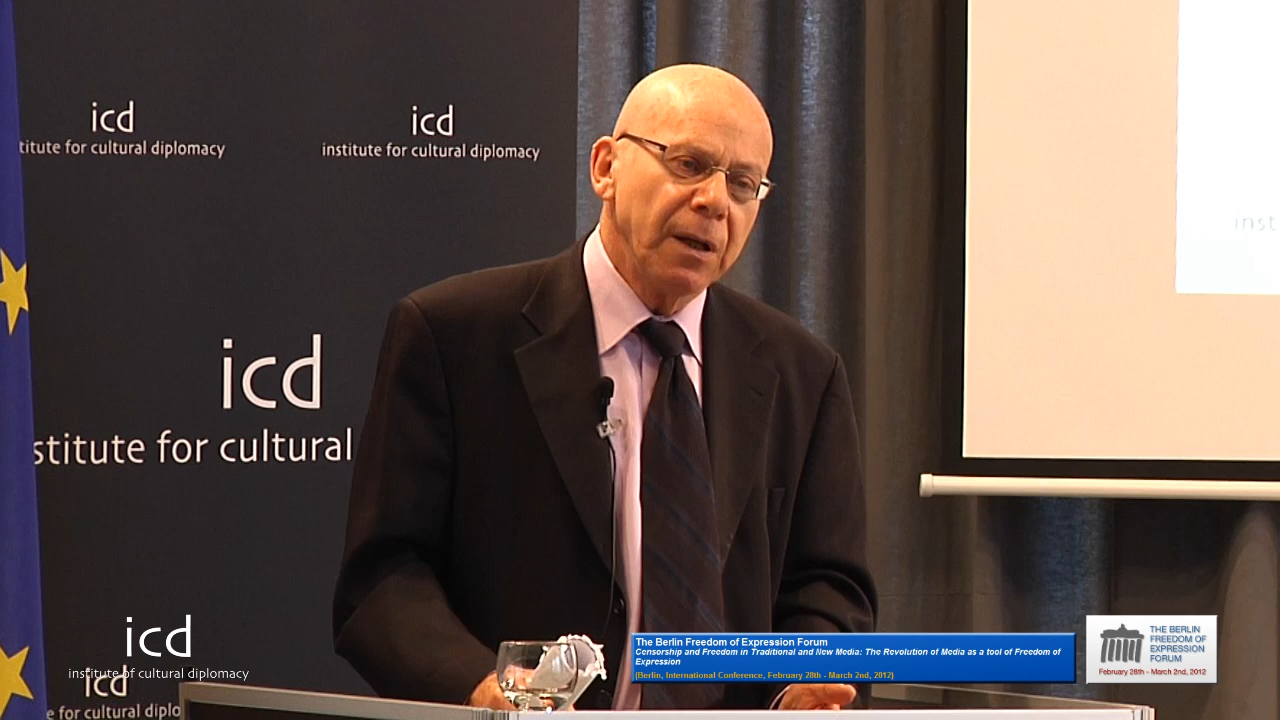 icd
titute for cultural diplomacy
icd
institute for cultural diplomacy
inst
icd
stitute for cultural
icd
institute of cultural diplomacy
icd
e for cultural diplo
The Berlin Freedom of Expression Forum
Censorship and Freedom in Traditional and New Media: The Revolution of Media as a tool of Freedom of
Expression
(Berlin, International Conference, February 28th - March 2nd, 2012)
THE BERLIN
FREEDOM OF
EXPRESSION
FORUM
February 28th - March 2nd, 2012